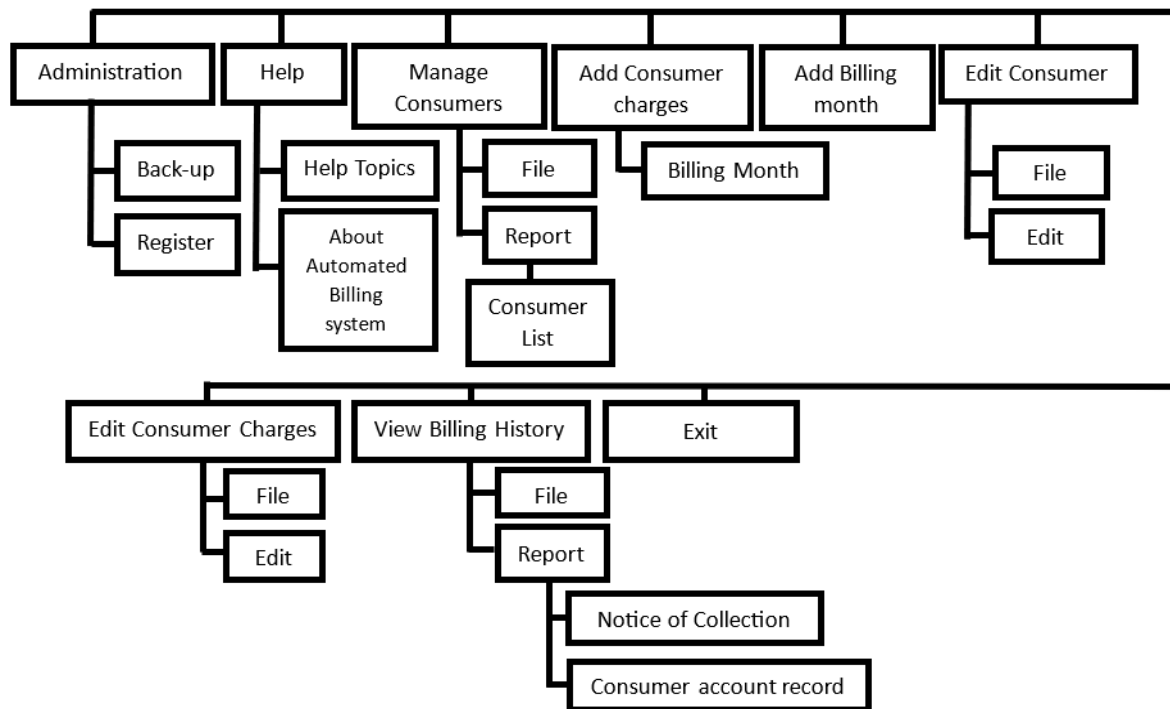 Administration
Help
Manage
Consumers
Add Consumer
charges
Add Billing
month
Edit Consumer
Back-up
Register
Help Topics
About
Automated
Billing
system
File
Report
Consumer
List
Billing Month
File
Edit
Edit Consumer Charges
View Billing History
Exit
File
Edit
File
Report
Notice of Collection
Consumer account record